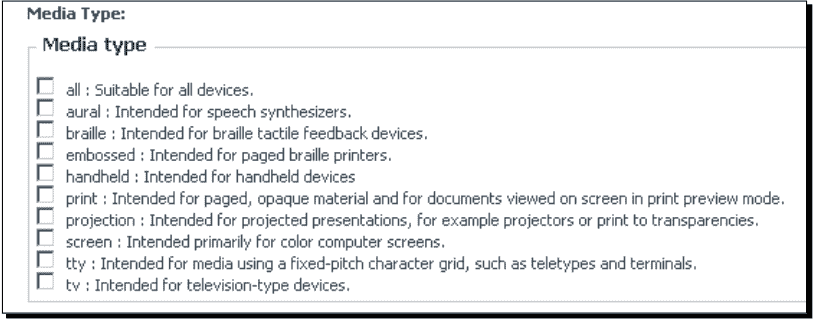 Media Type:
Media type
all : Suitable for all devices.
aural : Intended for speech synthesizers.
braille : Intended for braille tactile feedback devices.
embossed : Intended for paged braille printers.
handheld : Intended for handheld devices
print : Intended for paged, opaque material and for documents viewed on screen in print preview mode.
projection : Intended for projected presentations, for example projectors or print to transparencies.
screen : Intended primarily for color computer screens.
tty : Intended for media using a fixed-pitch character grid, such as teletypes and terminals.
tv : Intended for television-type devices.